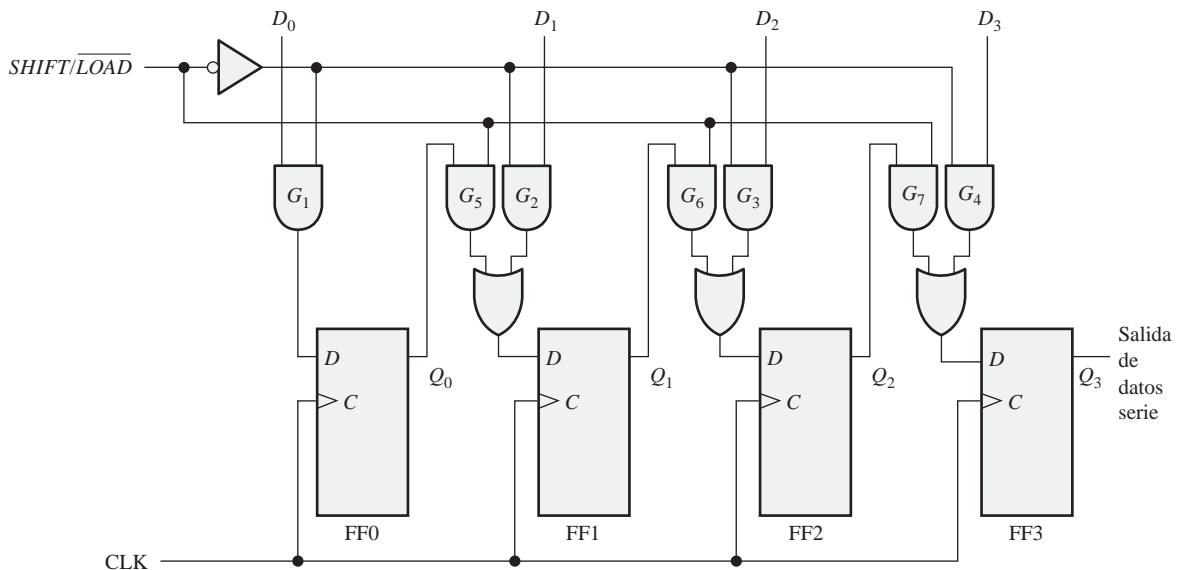 D0
D1
D2
D3
SHIFT/LOAD
G1
G5
G2
G6
G3
G7
G4
D
C
Q0
FF0
D
C
Q1
FF1
D
C
Q2
FF2
D
C
Q3
FF3
Salida
de
datos
serie
CLK